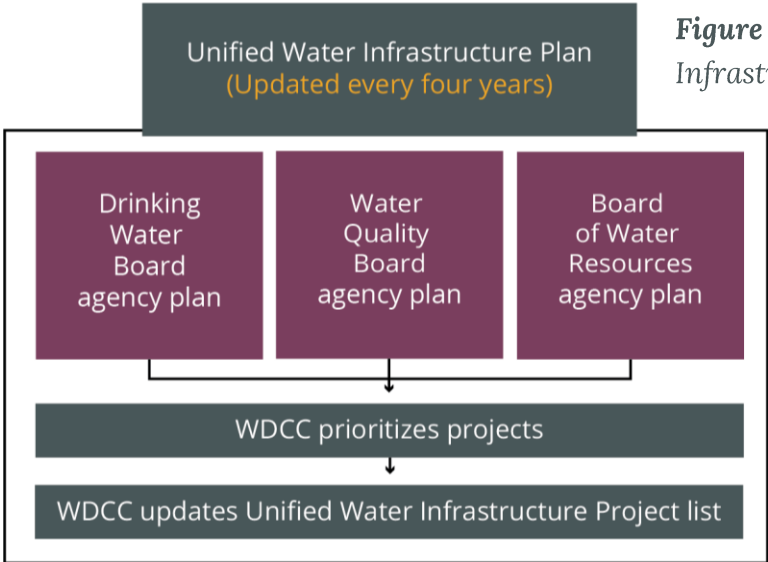 Unified Water Infrastructure Plan
(Updated every four years)
Figure
Drinking
Water
Board
agency plan
Water
Quality
Board
agency plan
Board
of Water
Resources
agency plan
WDCC prioritizes projects
WDCC updates Unified Water Infrastructure Project list